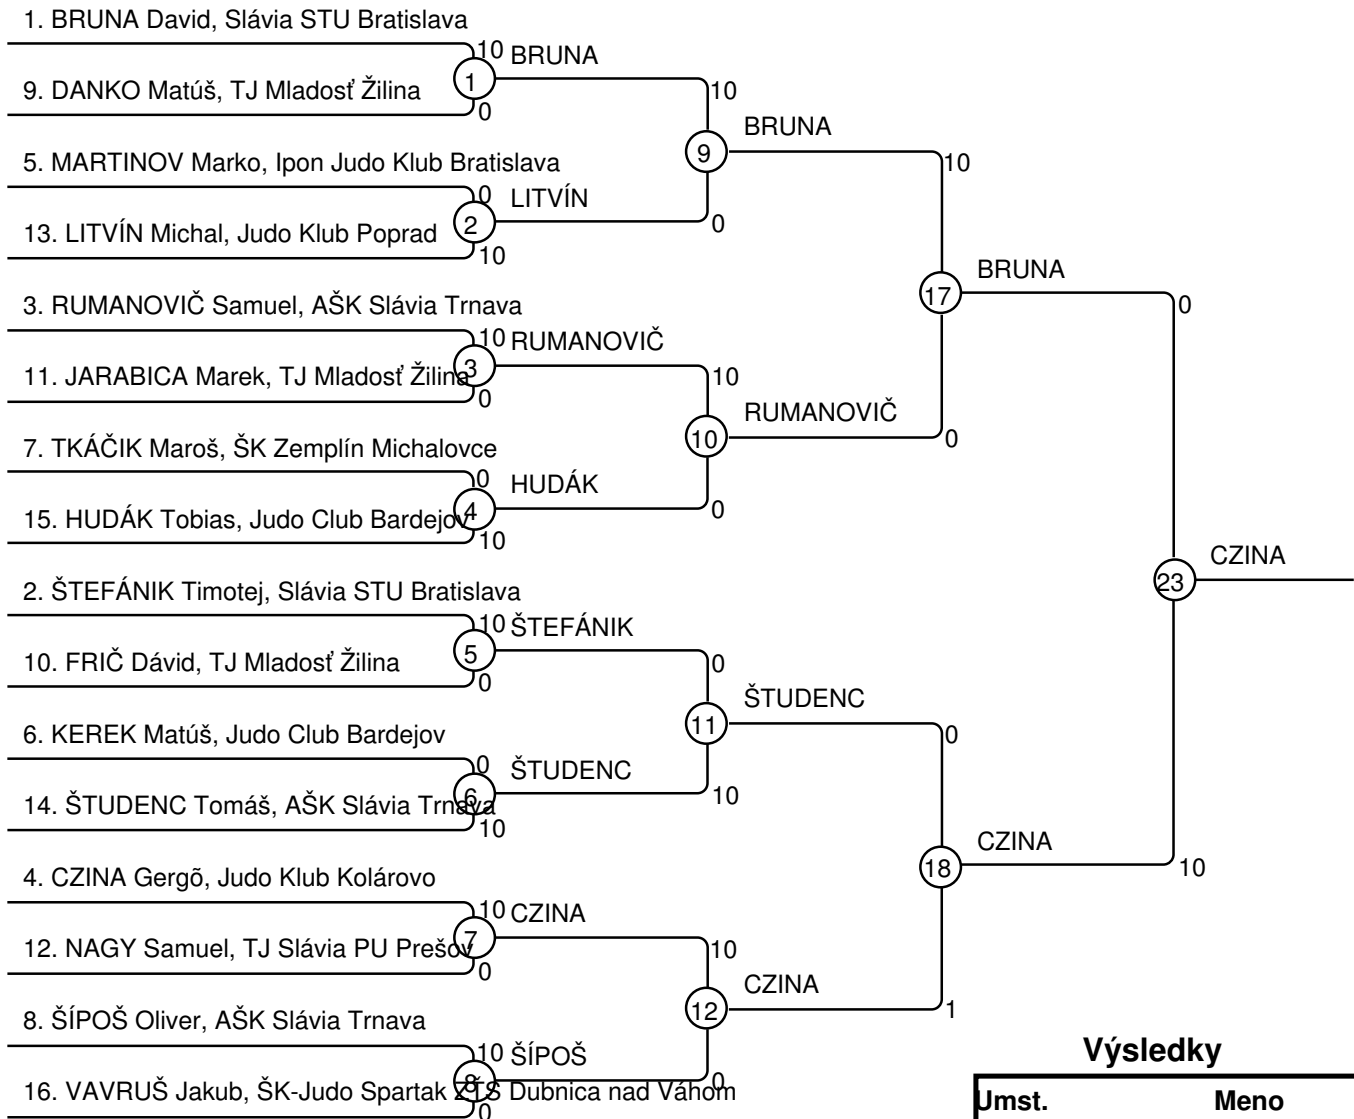 1. BRUNA David, Slávia STU Bratislava
10 BRUNA
1
9. DANKO Matúš, TJ Mladosť Žilina
0
10
BRUNA
9
5. MARTINOV Marko, Ipon Judo Klub Bratislava
10
0 LITVÍN
2
0
13. LITVÍN Michal, Judo Klub Poprad
10
BRUNA
17
3. RUMANOVIČ Samuel, AŠK Slávia Trnava
0
10 RUMANOVIČ
3
11. JARABICA Marek, TJ Mladosť Žilina
10
0
RUMANOVIČ
10
0
7. TKÁČIK Maroš, ŠK Zemplín Michalovce
0 HUDÁK
4
0
15. HUDÁK Tobias, Judo Club Bardejov
10
CZINA
23
2. ŠTEFÁNIK Timotej, Slávia STU Bratislava
10 ŠTEFÁNIK
5
10. FRIČ Dávid, TJ Mladosť Žilina
0
0
ŠTUDENC
11
6. KEREK Matúš, Judo Club Bardejov
0
0 ŠTUDENC
6
10
14. ŠTUDENC Tomáš, AŠK Slávia Trnava
10
CZINA
18
10
4. CZINA Gergõ, Judo Klub Kolárovo
10 CZINA
7
12. NAGY Samuel, TJ Slávia PU Prešov
10
0
CZINA
12
1
8. ŠÍPOŠ Oliver, AŠK Slávia Trnava
10 ŠÍPOŠ
8
0
16. VAVRUŠ Jakub, ŠK-Judo Spartak ZŤS Dubnica nad Váhom
0
Výsledky
Umst. Meno